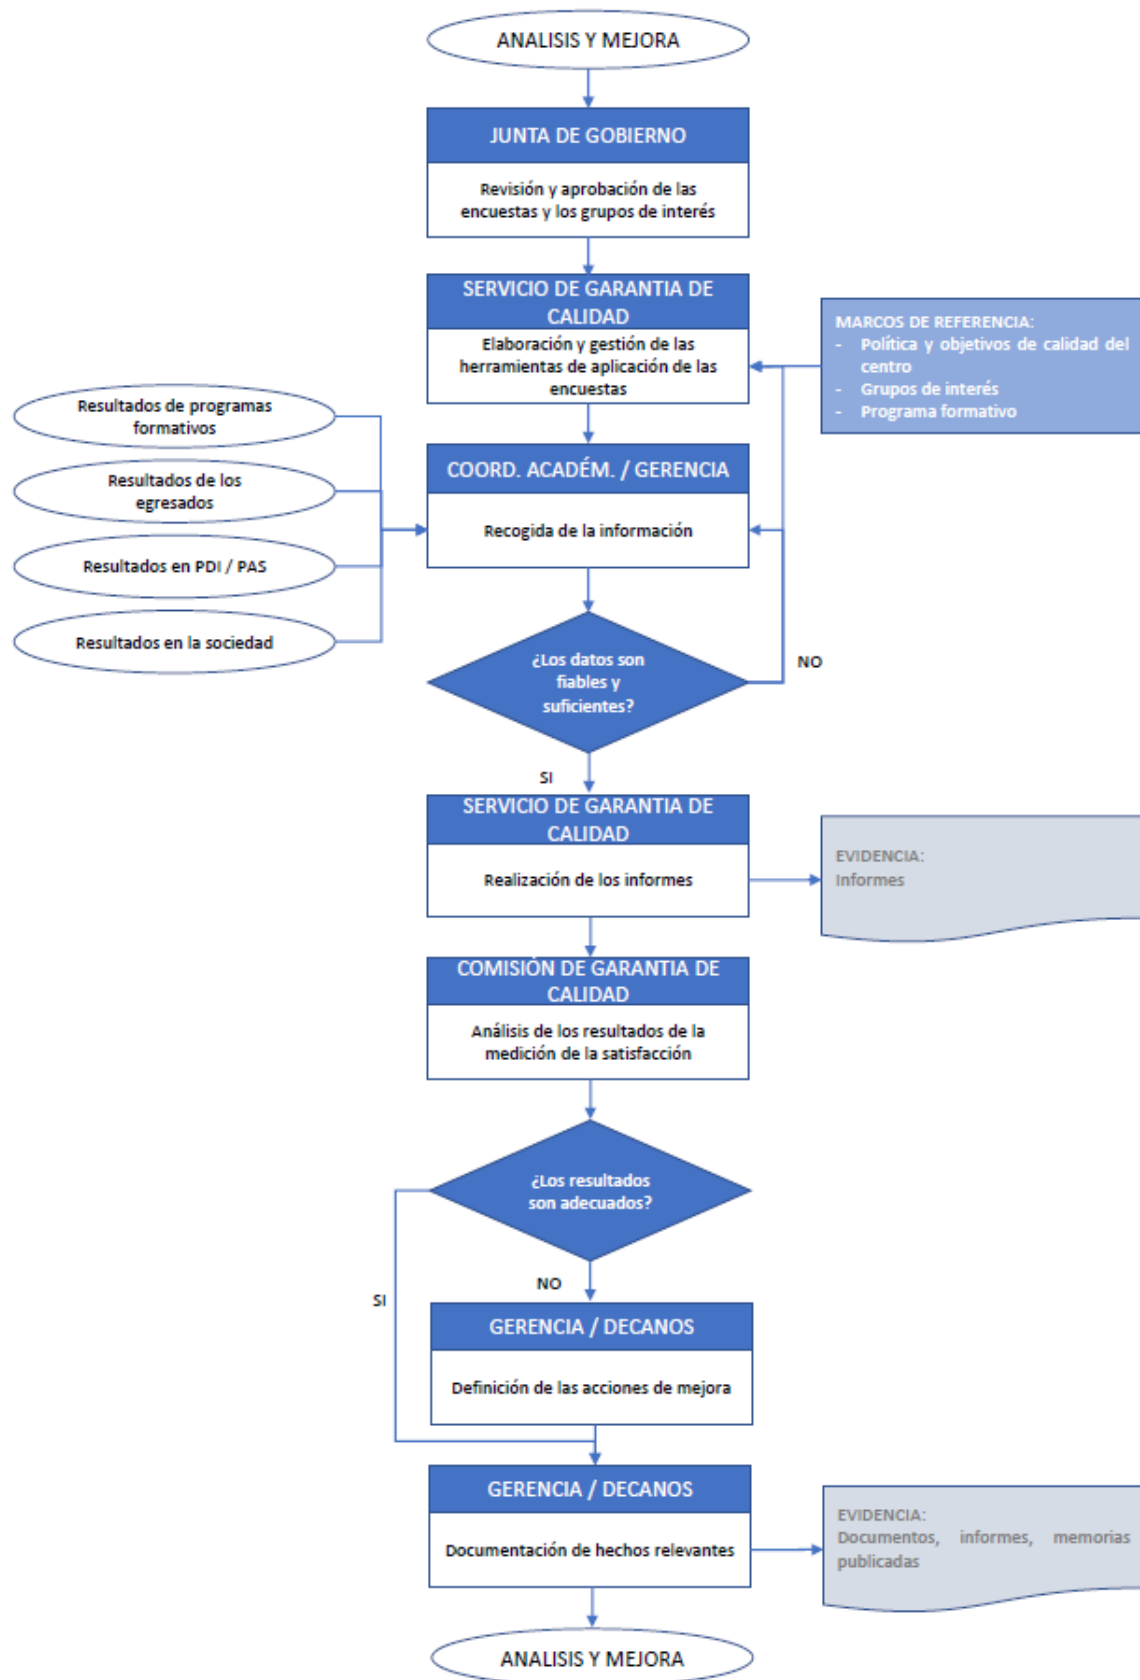 ANALISIS Y MEJORA
JUNTA DE GOBIERNO
Revisión y aprobación de las
encuestas y los grupos de interés
SERVICIO DE GARANTIA DE
CALIDAD
Elaboración y gestión de las
herramientas de aplicación de las
encuestas
MARCOS DE REFERENCIA:
- Política y objetivos de calidad del
centro
- Grupos de interés
- Programa formativo
Resultados de programas
formativos
Resultados de los
egresados
Resultados en PDI / PAS
Resultados en la sociedad
COORD. ACADÉM. / GERENCIA
Recogida de la información
¿Los datos son
fiables y
suficientes?
NO
SI
SERVICIO DE GARANTIA DE
CALIDAD
Realización de los informes
EVIDENCIA:
Informes
COMISIÓN DE GARANTIA DE
CALIDAD
Análisis de los resultados de la
medición de la satisfacción
¿Los resultados
son adecuados?
NO
SI
GERENCIA / DECANOS
Definición de las acciones de mejora
GERENCIA / DECANOS
Documentación de hechos relevantes
EVIDENCIA:
Documentos, informes, memorias
publicadas
ANALISIS Y MEJORA